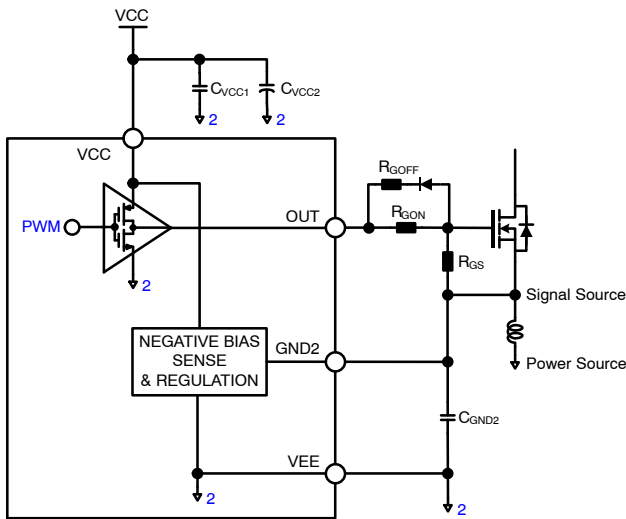 VCC
CVCC1
CVCC2
2
2
VCC
RGOFF
PWM
OUT
RGON
2
RGS
Signal Source
NEGATIVE BIAS
SENSE
& REGULATION
GND2
Power Source
CGND2
VEE
2
2